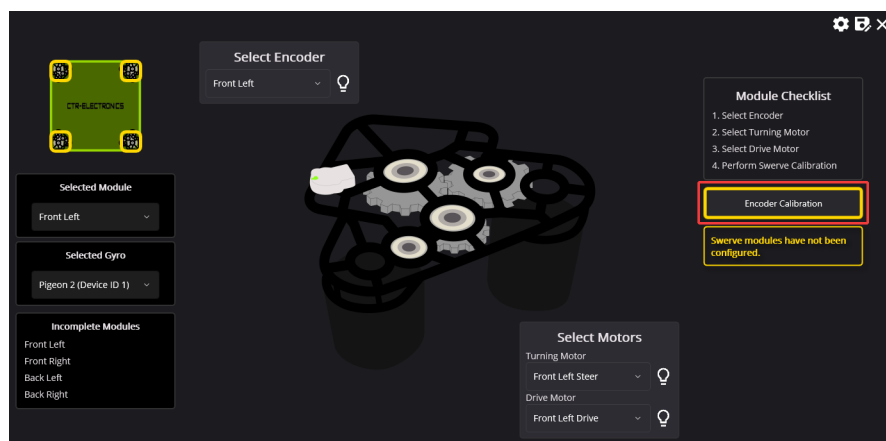 CTR-ELECTRONICS
Selected Module
Front Left
Selected Gyro
Pigeon 2 (Device ID 1)
Incomplete Modules
Front Left
Front Right
Back Left
Back Right
Select Encoder
Front Left
Select Motors
Turning Motor
Front Left Steer
Drive Motor
Front Left Drive
Module Checklist
1. Select Encoder
2. Select Turning Motor
3. Select Drive Motor
4. Perform Swerve Calibration
Encoder Calibration
Swerve modules have not been
configured.